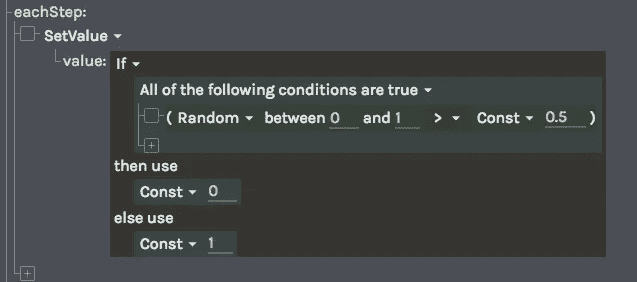 eachStep:
SetValue
value: If
All of the following conditions are true
( Random between 0 and 1 > Const 0.5 )
+
then use
Const 0
else use
Const 1
+